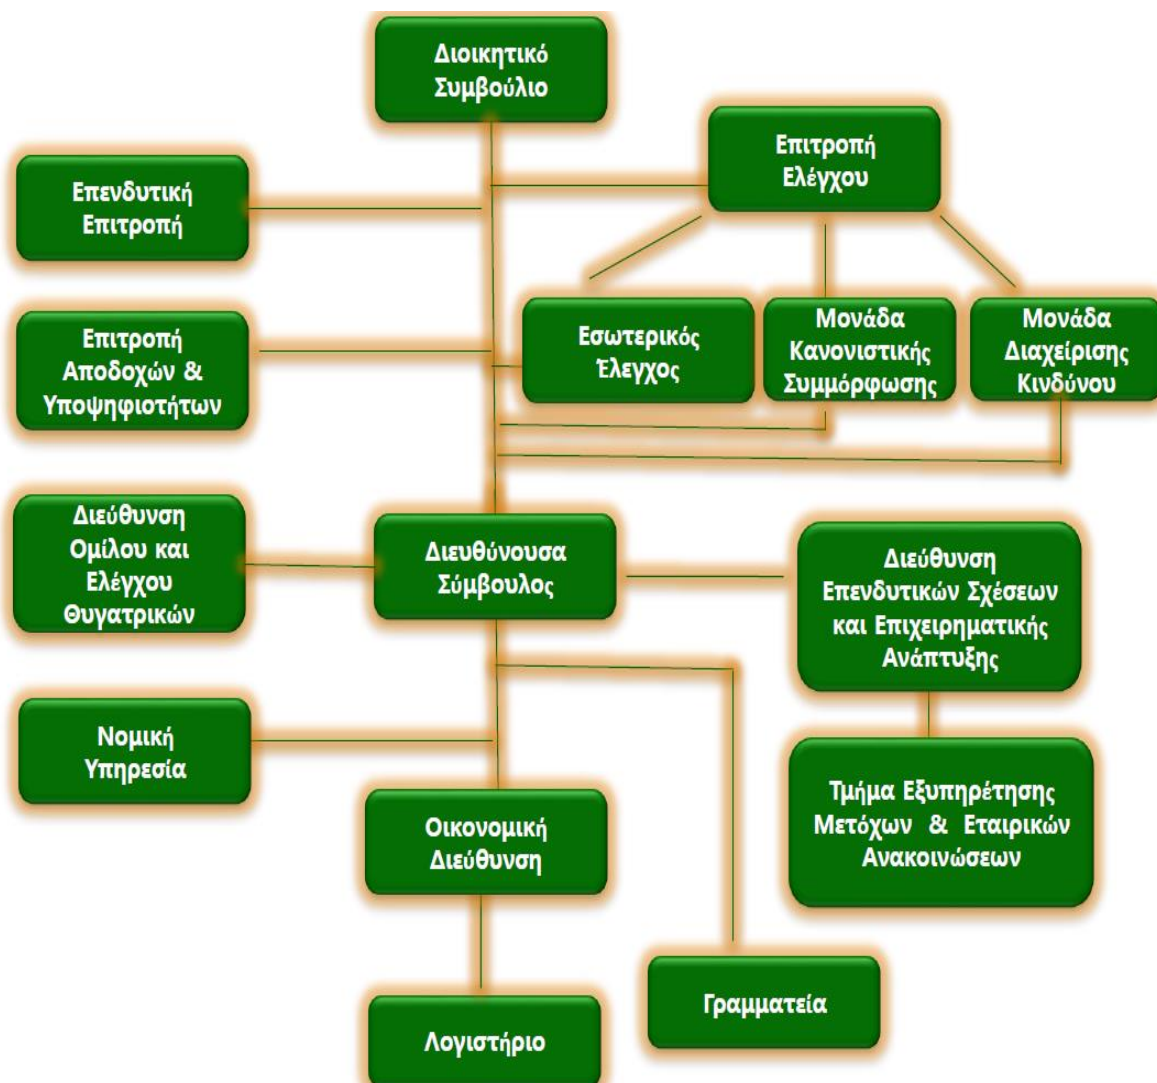 Διοικητικό
Συμβούλιο
Επιτροπή
Ελέγχου
Επενδυτική
Επιτροπή
Επιτροπή
Αποδοχών &
Υποψηφιοτήτων
Εσωτερικός
Έλεγχος
Μονάδα
Κανονιστικής
Συμμόρφωσης
Μονάδα
Διαχείρισης
Κινδύνου
Διεύθυνση
Ομίλου και
Ελέγχου
Θυγατρικών
Διευθύνουσα
Σύμβουλος
Διεύθυνση
Επενδυτικών Σχέσεων
και Επιχειρηματικής
Ανάπτυξης
Νομική
Υπηρεσία
Τμήμα Εξυπηρέτησης
Μετόχων & Εταιρικών
Ανακοινώσεων
Οικονομική
Διεύθυνση
Γραμματεία
Λογιστήριο